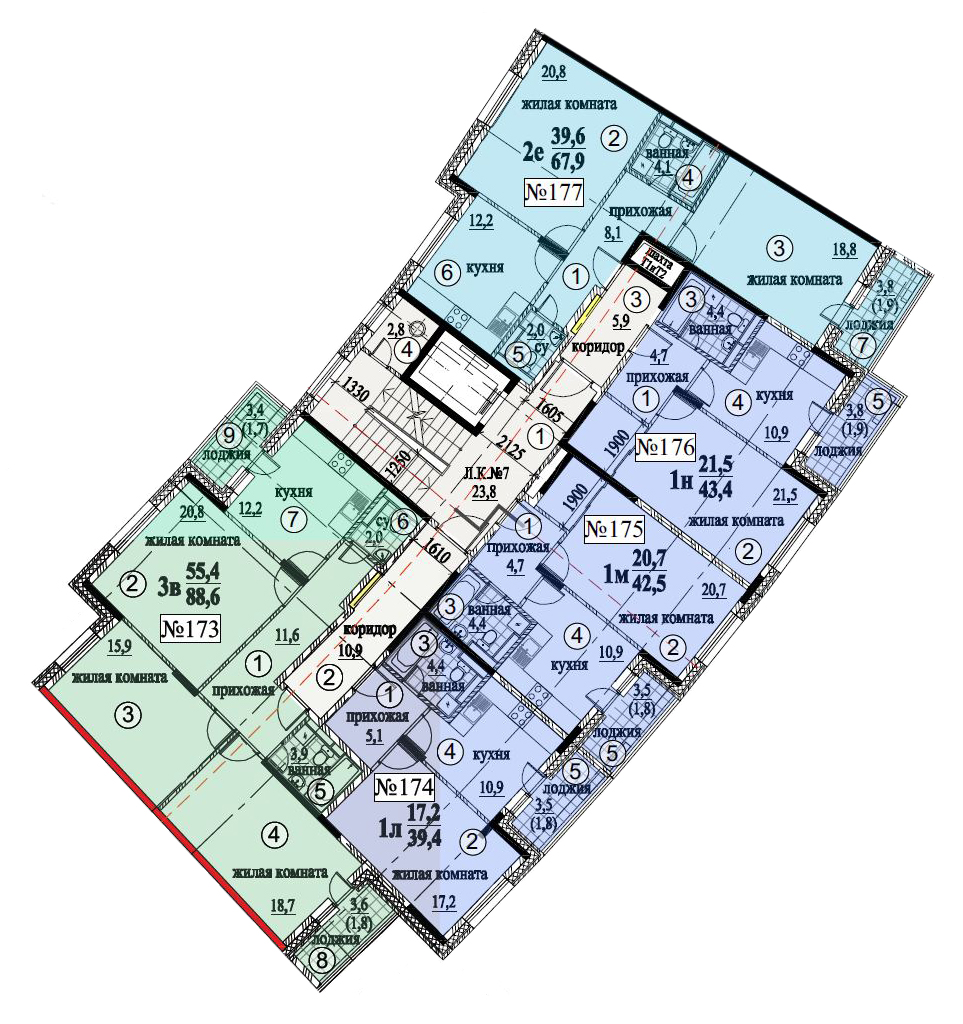 20,8
жилая комната
2
2е 39,6
67,9
№177
ванная
4,1
4
12,2
прихожая
8,1
6 кухня
1
3
18,8
жилая комната
шахта
Т1иТ2
3,8
(1,9)
лоджия
7
3
5,9
коридор
2,0
су
5
2,8
4
1330
1250
1605
2125
1
Л.К.№7
23,8
1610
3
4,4
ванная
4,7
прихожая
1
кухня
4
10,9
5
3,8
(1,9)
лоджия
1900
№176
1н 21,5
43,4
21,5
жилая комната
2
1900
№175
1м 20,7
42,5
20,7
жилая комната
2
1
прихожая
4,7
3
ванная
4,4
4
10,9
кухня
3,5
(1,8)
лоджия
5
3,4
(1,7)
9
лоджия
кухня
12,2
7
су
6
2,0
20,8
жилая комната
2
3в 55,4
88,6
№173
15,9
жилая комната
3
11,6
1
прихожая
коридор
10,9
2
3,9
ванная
5
4
жилая комната
18,7
3,6
(1,8)
лоджия
8
3
4,4
ванная
1
прихожая
5,1
4
кухня
10,9
№174
1л 17,2
39,4
2
жилая комната
17,2
5
лоджия
3,5
(1,8)